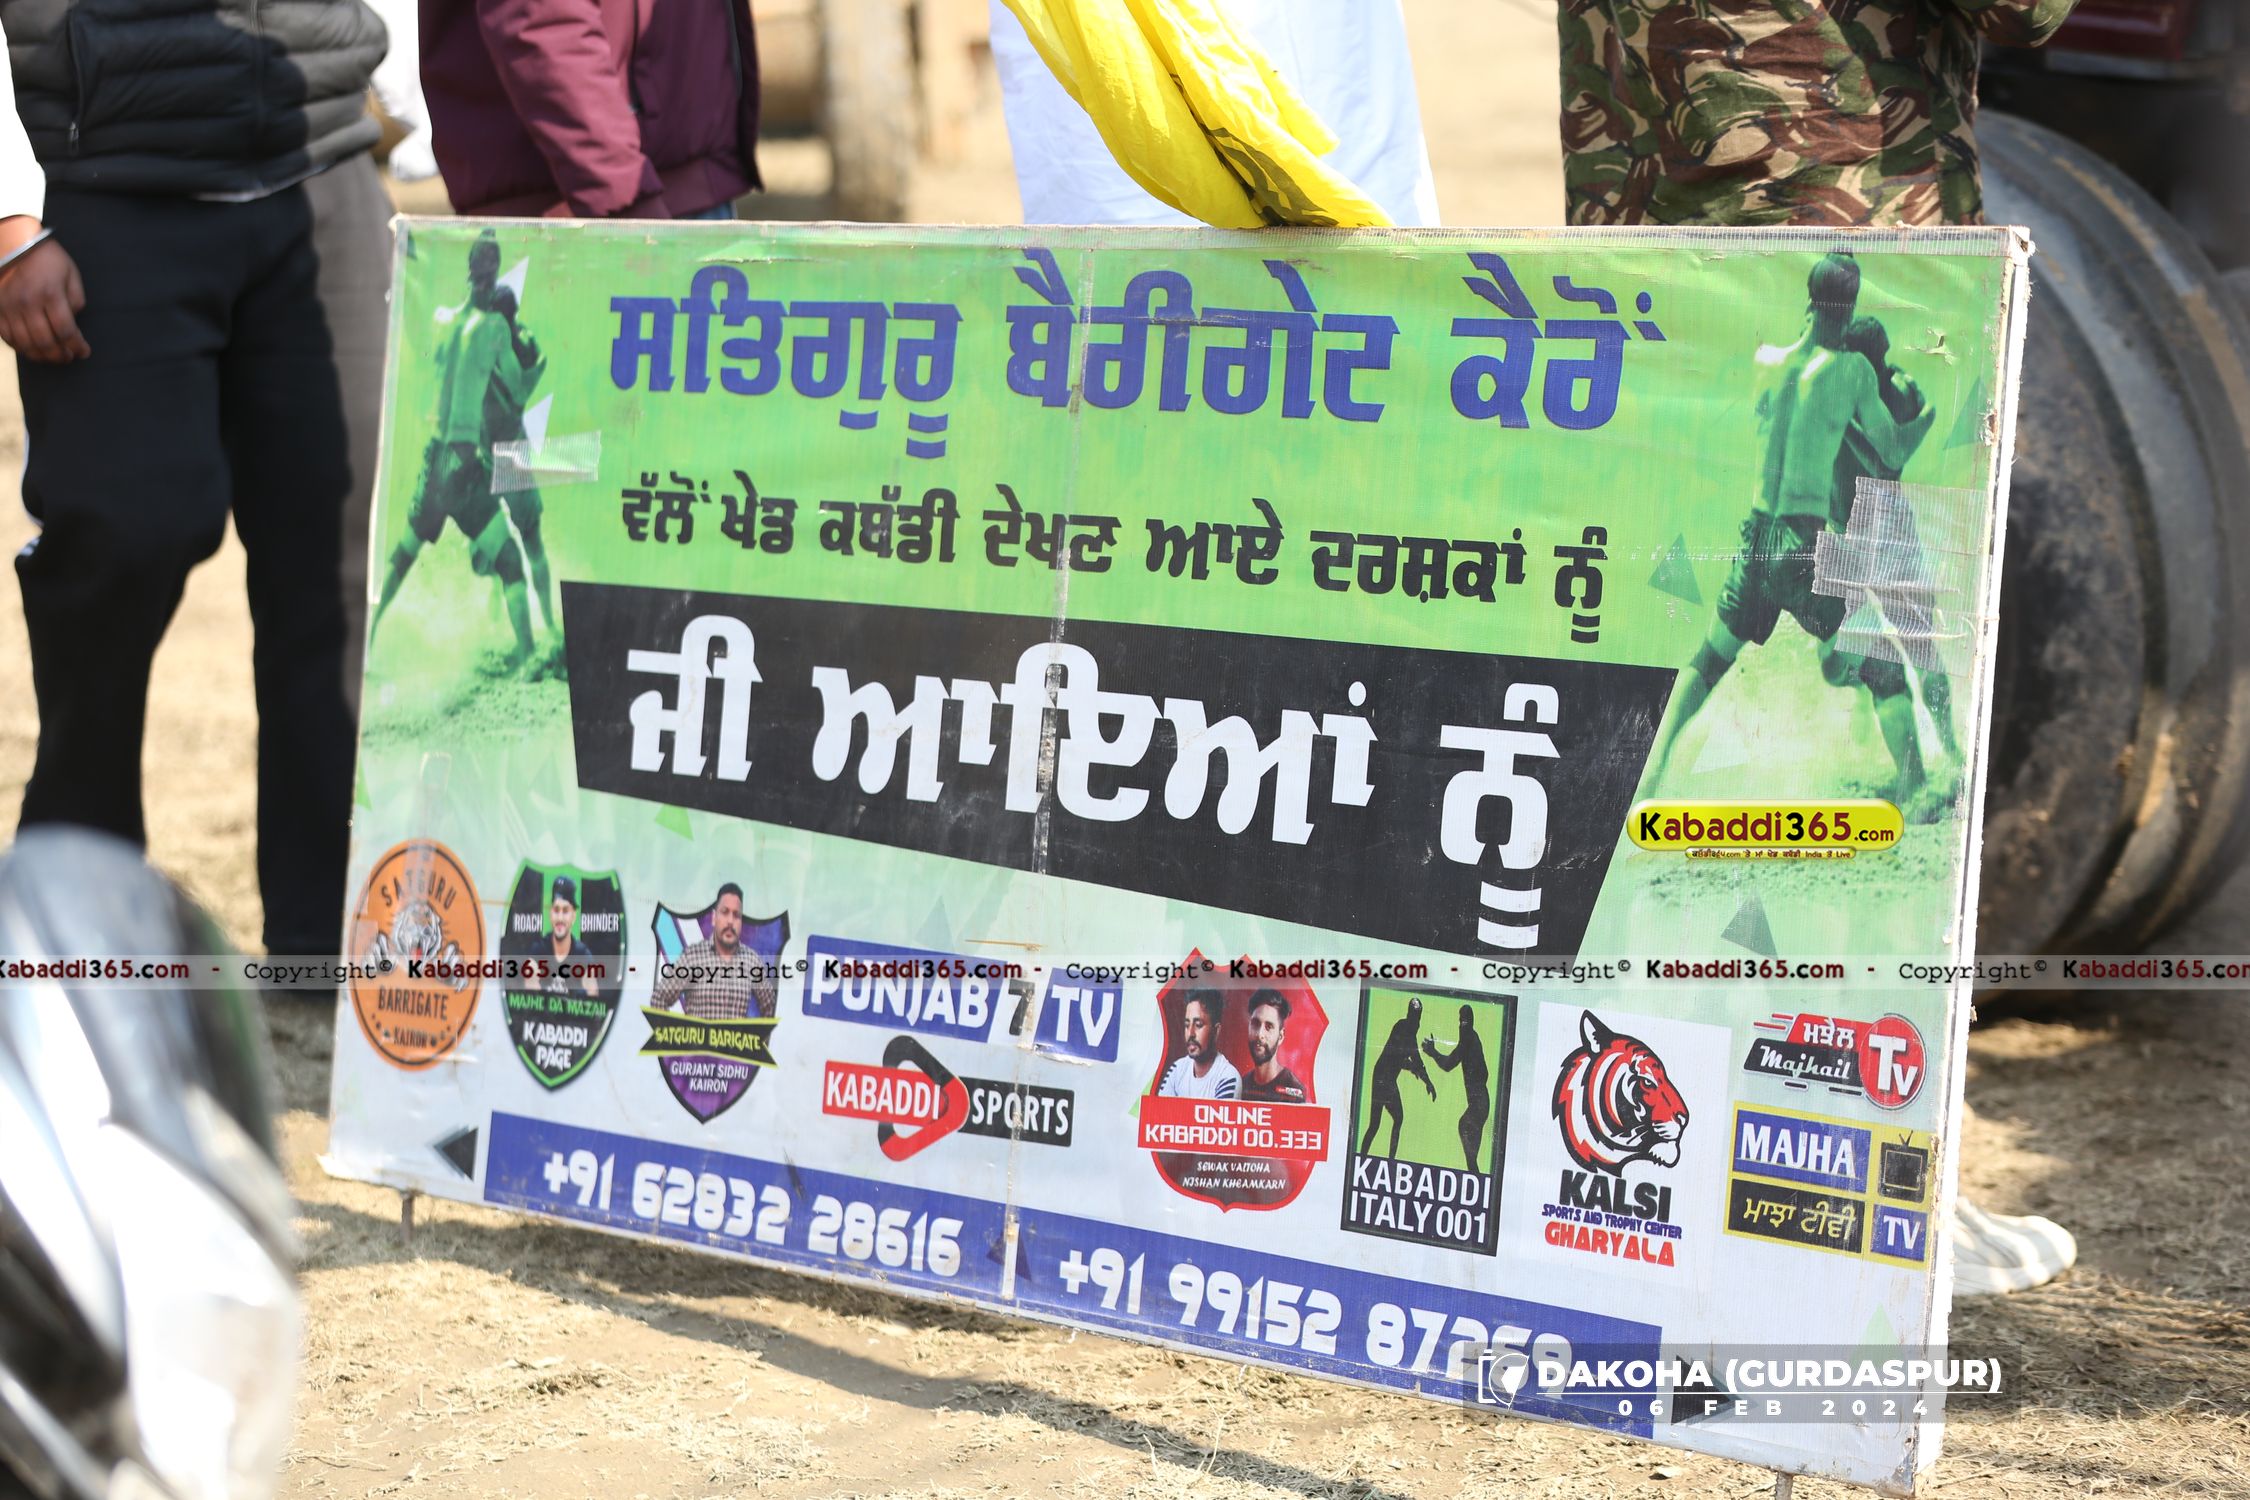 ਸਤਿਗੁਰੂ ਬੈਰੀਗੇਟ ਕੈਰੋਂ
ਵੱਲੋਂ ਖੇਡ ਕਬੱਡੀ ਦੇਖਣ ਆਏ ਦਰਸ਼ਕਾਂ ਨੂੰ
ਜੀ ਆਇਆਂ ਨੂੰ
Kabaddi365.com
SATGURU
BARRIGATE
KAIRON
ROACH BHINDER
MAJHE DA MAZAIL
KABADDI
PAGE
SATGURU BARIGATE
GURJANT SIDHU
KAIRON
PUNJAB 7 TV
KABADDI SPORTS
ONLINE
KABADDI 00.333
SEWAK VALTOHA
NISHAN KHEAMKARN
KABADDI
ITALY 001
KALSI
SPORTS AND TROPHY CENTER
GHARYALA
ਮਝੈਲ
Majhail TV
MAJHA
ਮਾਝਾ ਟੀਵੀ TV
+91 62832 28616 +91 99152 87269
Kabaddi365.com - Copyright© Kabaddi365.com - Copyright© Kabaddi365.com - Copyright© Kabaddi365.com - Copyright© Kabaddi365.com - Copyright© Kabaddi365.com
DAKOHA (GURDASPUR)
06 FEB 2024